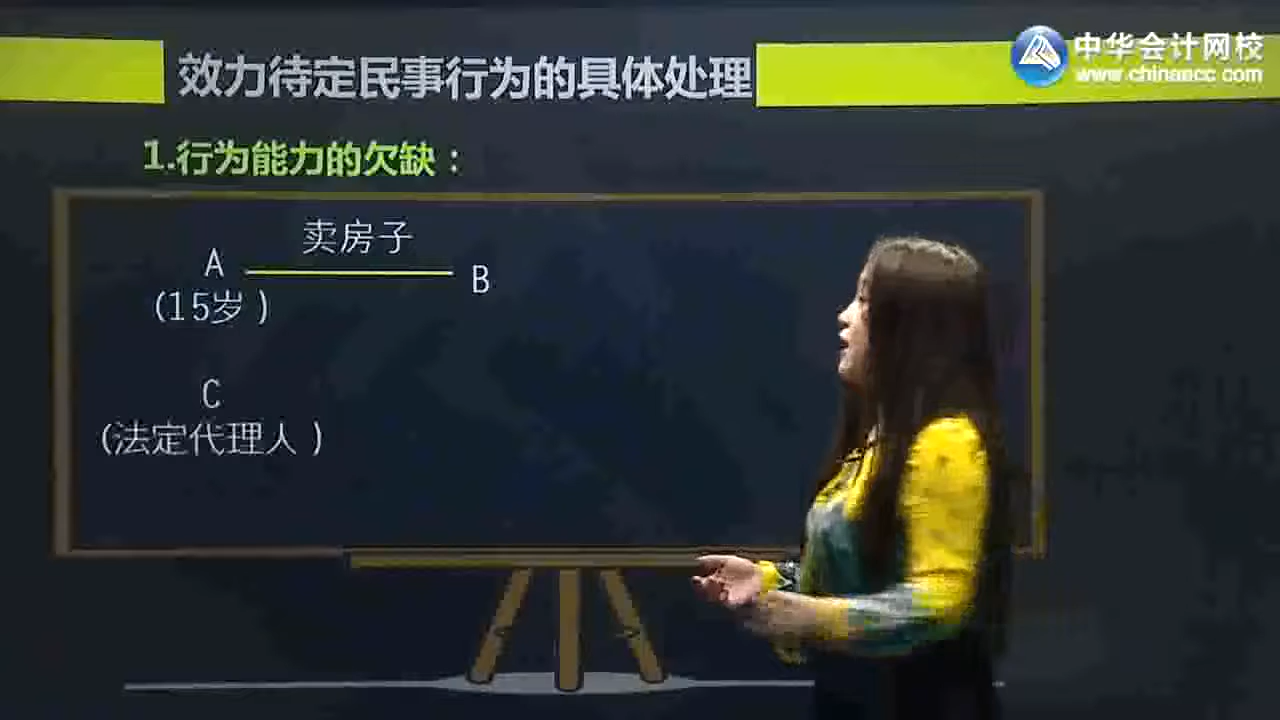 效力待定民事行为的具体处理
中华会计网校
www.chinaacc.com
1.行为能力的欠缺：
卖房子
A
B
(15岁)
C
(法定代理人)